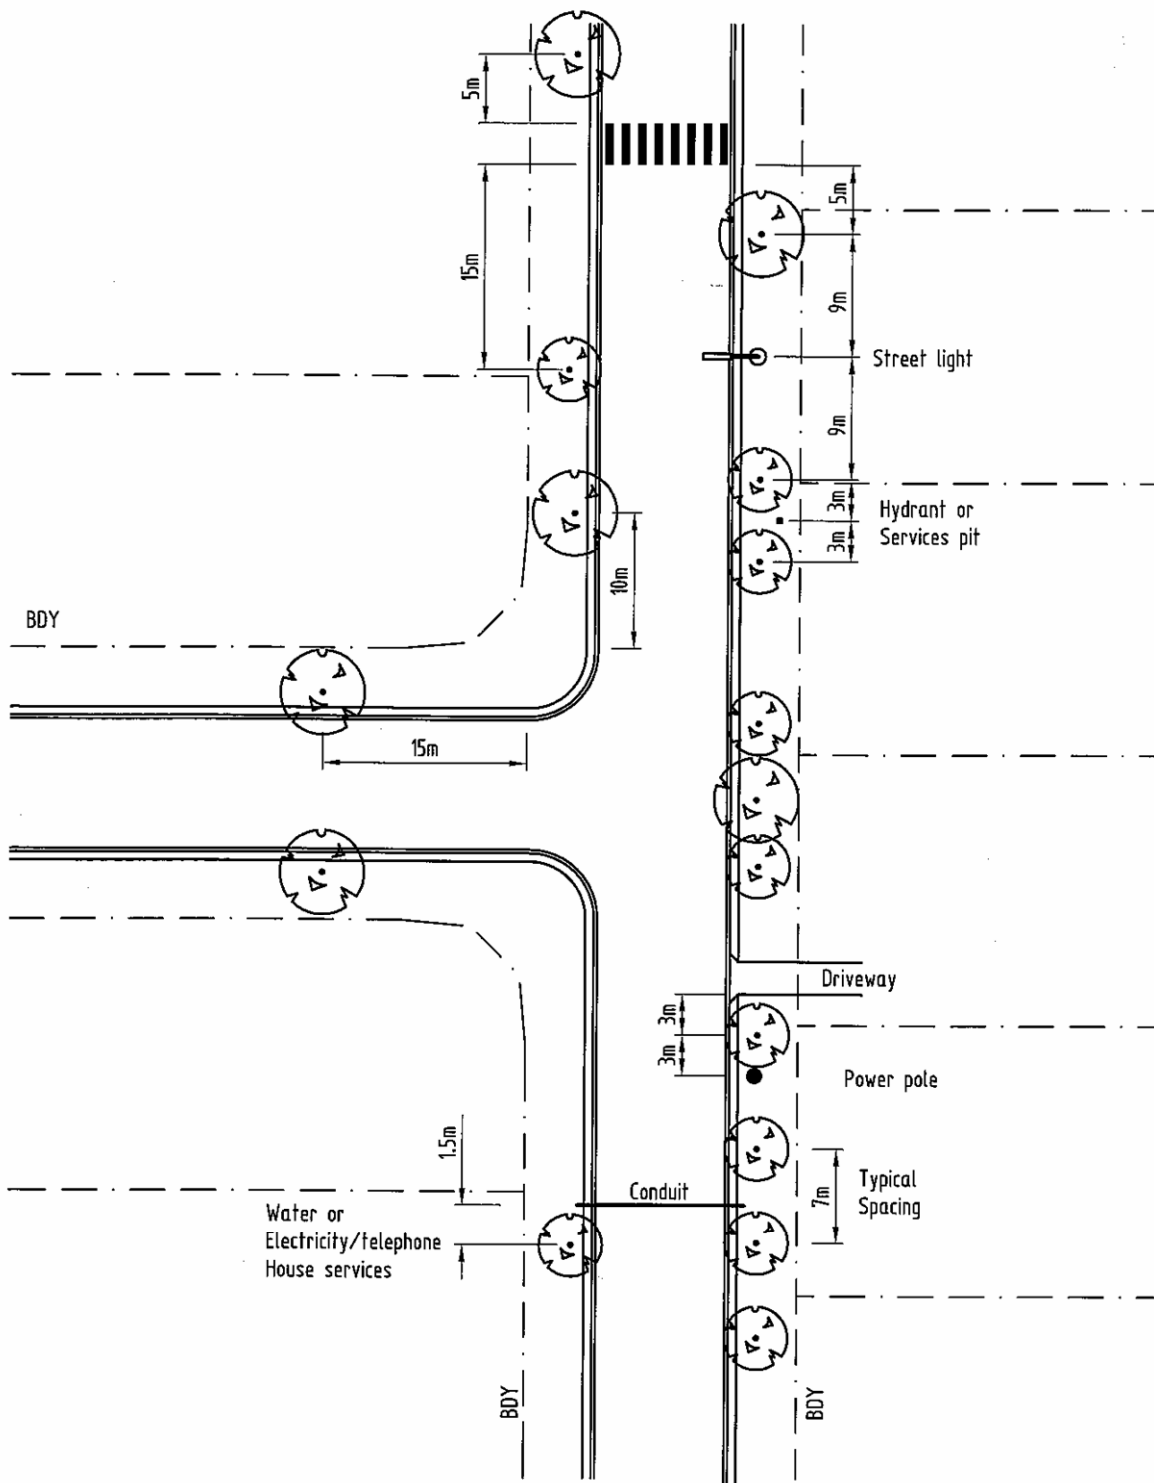 5m
15m
5m
9m
Street light
9m
3m
Hydrant or
Services pit
3m
10m
BDY
15m
Driveway
3m
3m
Power pole
1.5m
Conduit
Typical
Spacing
7m
Water or
Electricity/telephone
House services
BDY
BDY